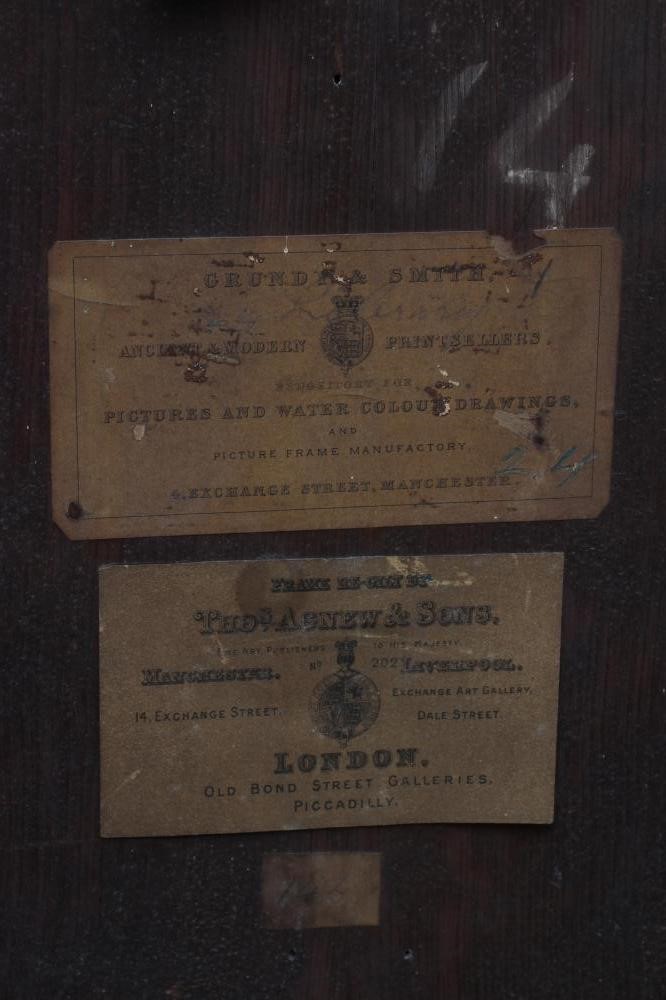 14
GRUNDY & SMITH,
ANCIENT & MODERN PRINTSELLERS.
REPOSITORY FOR
PICTURES AND WATER COLOUR DRAWINGS,
AND
PICTURE FRAME MANUFACTORY,
4, EXCHANGE STREET, MANCHESTER.
24
FRAME RE-GILT BY
THOS. AGNEW & SONS,
FINE ART PUBLISHERS TO HIS MAJESTY.
MANCHESTER. No 202 LIVERPOOL.
EXCHANGE ART GALLERY,
14, EXCHANGE STREET. DALE STREET.
LONDON.
OLD BOND STREET GALLERIES,
PICCADILLY.